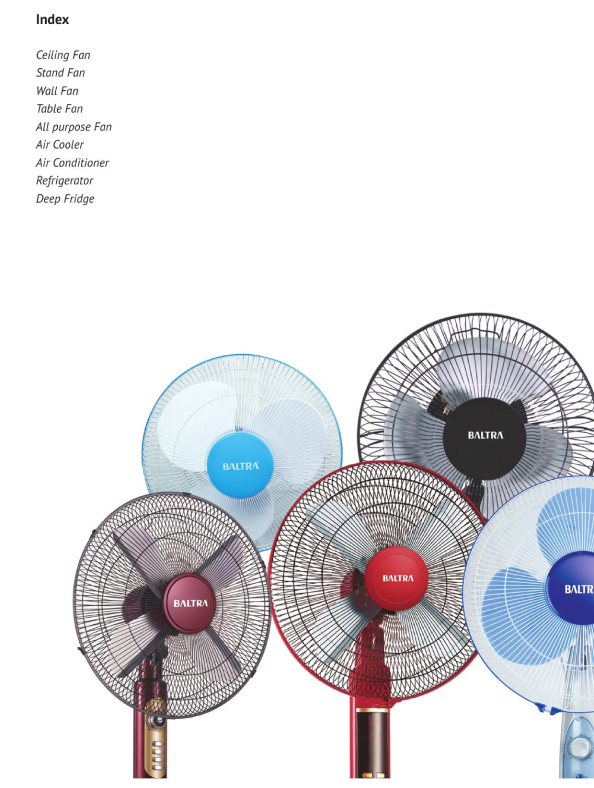 Index
Ceiling Fan
Stand Fan
Wall Fan
Table Fan
All purpose Fan
Air Cooler
Air Conditioner
Refrigerator
Deep Fridge
BALTRA
BALTRA
BALTRA
BALTRA
BALTR